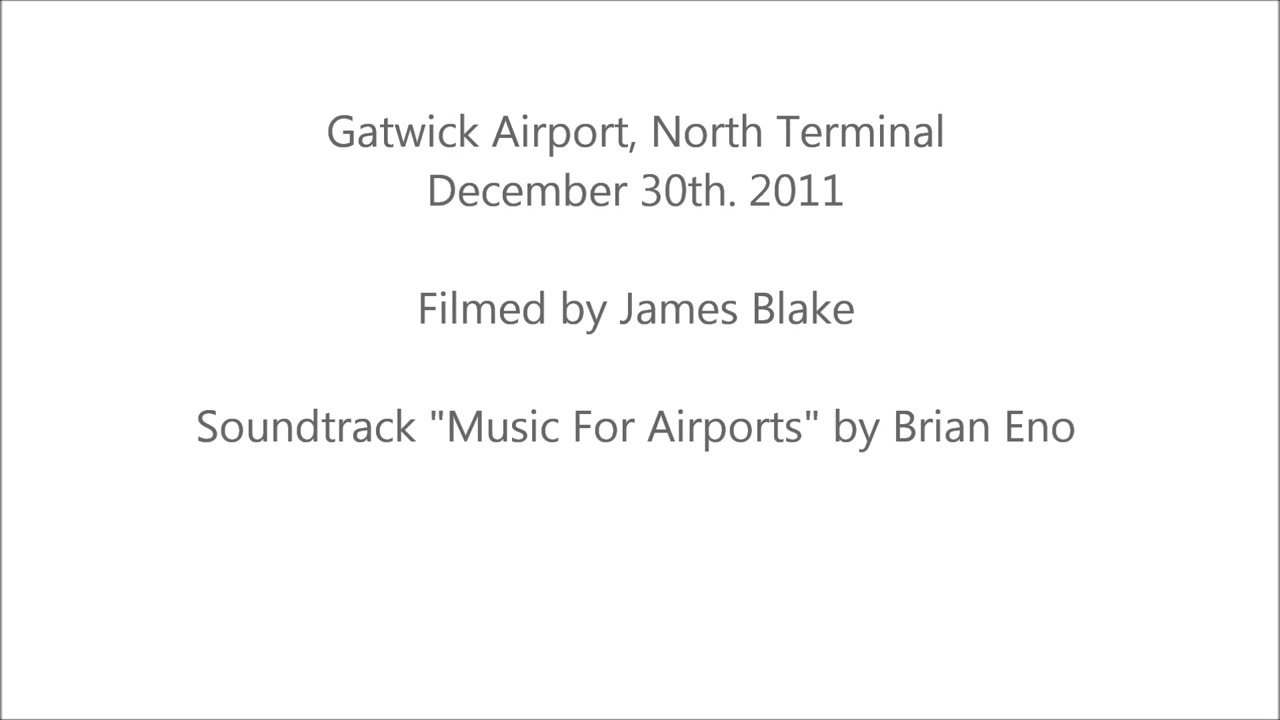 Gatwick Airport, North Terminal
December 30th. 2011
Filmed by James Blake
Soundtrack "Music For Airports" by Brian Eno